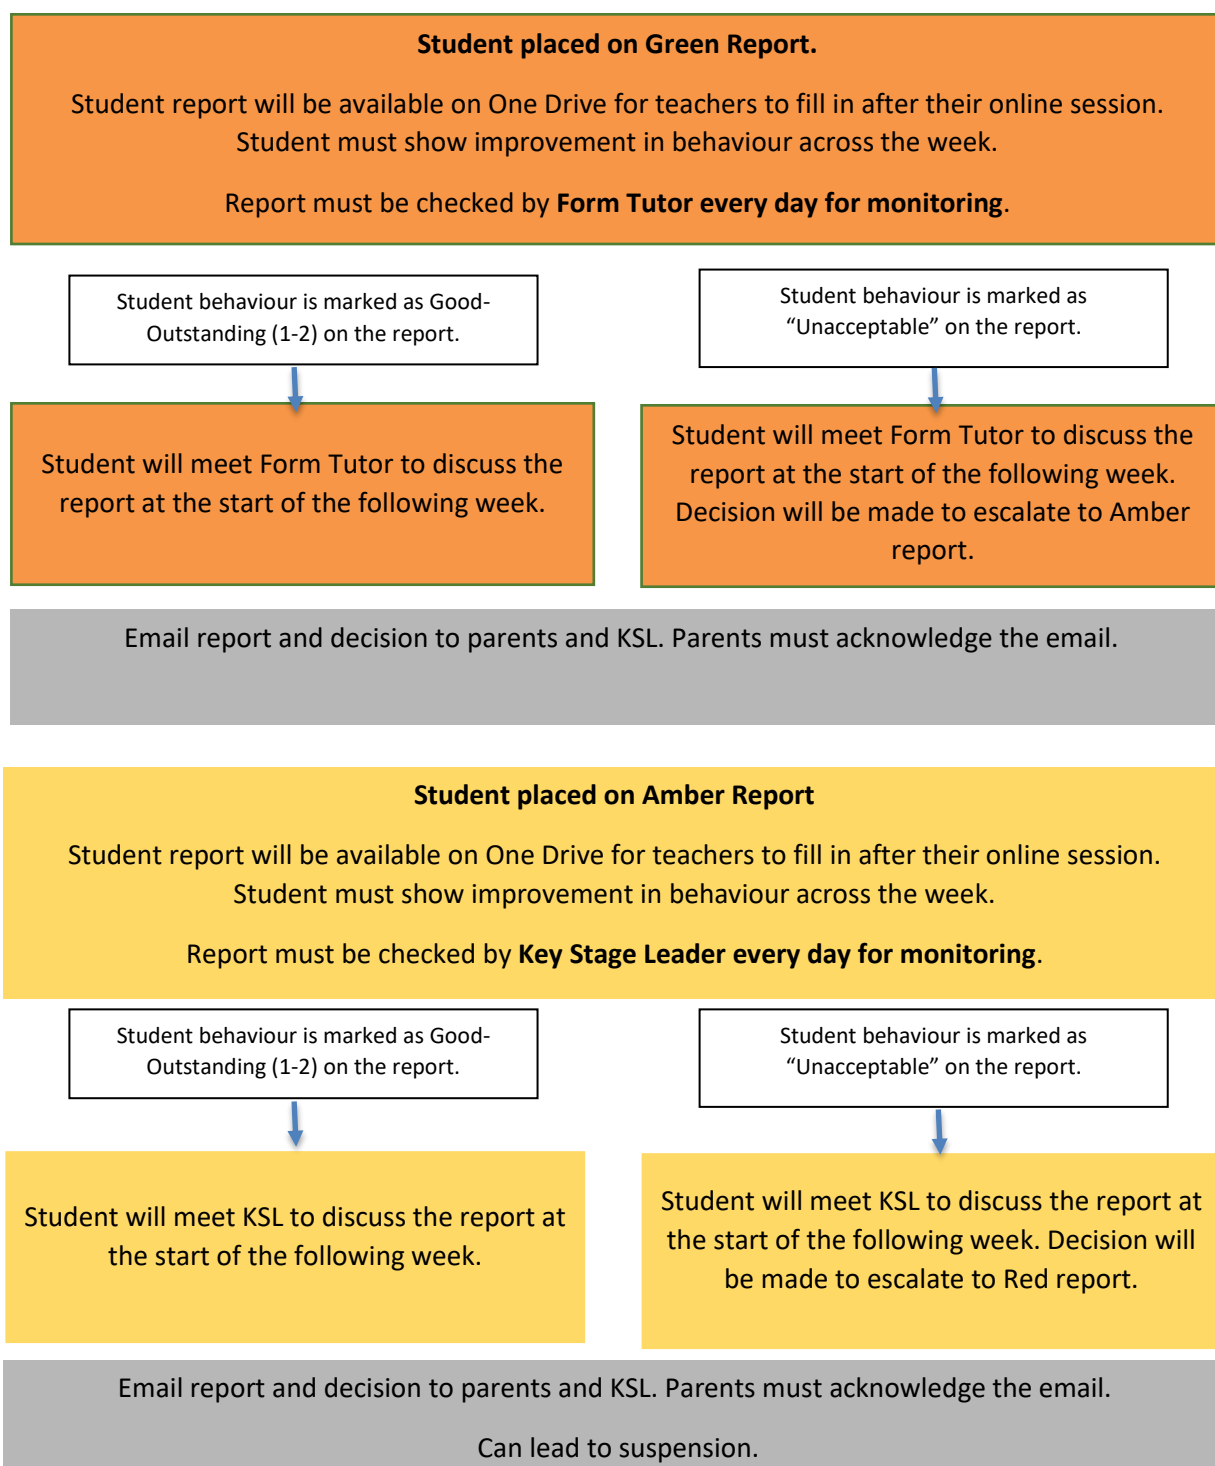 Student placed on Green Report.
Student report will be available on One Drive for teachers to fill in after their online session.
Student must show improvement in behaviour across the week.
Report must be checked by Form Tutor every day for monitoring.
Student behaviour is marked as Good-
Outstanding (1-2) on the report.
Student behaviour is marked as
“Unacceptable” on the report.
Student will meet Form Tutor to discuss the
report at the start of the following week.
Student will meet Form Tutor to discuss the
report at the start of the following week.
Decision will be made to escalate to Amber
report.
Email report and decision to parents and KSL. Parents must acknowledge the email.
Student placed on Amber Report
Student report will be available on One Drive for teachers to fill in after their online session.
Student must show improvement in behaviour across the week.
Report must be checked by Key Stage Leader every day for monitoring.
Student behaviour is marked as Good-
Outstanding (1-2) on the report.
Student behaviour is marked as
“Unacceptable” on the report.
Student will meet KSL to discuss the report at
the start of the following week.
Student will meet KSL to discuss the report at
the start of the following week. Decision will
be made to escalate to Red report.
Email report and decision to parents and KSL. Parents must acknowledge the email.
Can lead to suspension.